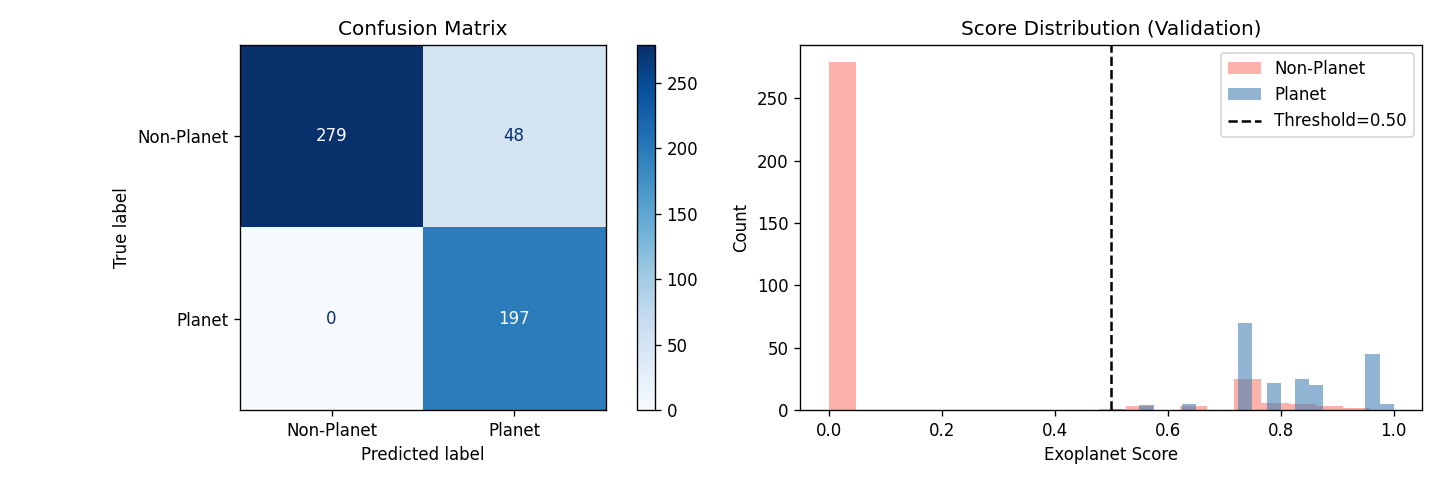 Confusion Matrix
Non-Planet
Planet
True label
279
48
0
197
Non-Planet
Planet
Predicted label
250
200
150
100
50
0
Score Distribution (Validation)
Non-Planet
Planet
Threshold=0.50
Count
250
200
150
100
50
0
0.0
0.2
0.4
0.6
0.8
1.0
Exoplanet Score